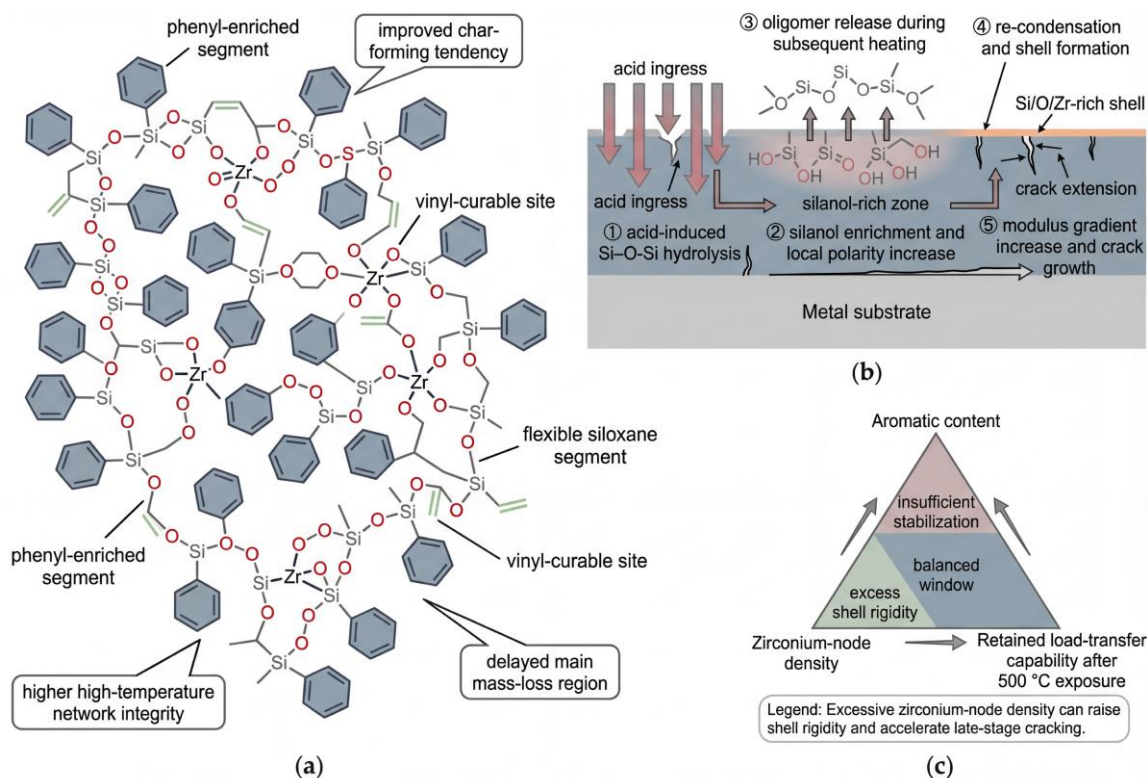 phenyl-enriched
segment
improved char-
forming tendency
vinyl-curable site
flexible siloxane
segment
phenyl-enriched
segment
vinyl-curable site
higher high-temperature
network integrity
delayed main
mass-loss region
(a)
③ oligomer release during
subsequent heating
④ re-condensation
and shell formation
acid ingress
Si/O/Zr-rich shell
acid ingress
silanol-rich zone
crack extension
① acid-induced
Si–O-Si hydrolysis
② silanol enrichment and
local polarity increase
⑤ modulus gradient
increase and crack
growth
Metal substrate
(b)
Aromatic content
insufficient
stabilization
balanced
window
excess
shell rigidity
Zirconium-node
density
Retained load-transfer
capability after
500 °C exposure
Legend: Excessive zirconium-node density can raise
shell rigidity and accelerate late-stage cracking.
(c)